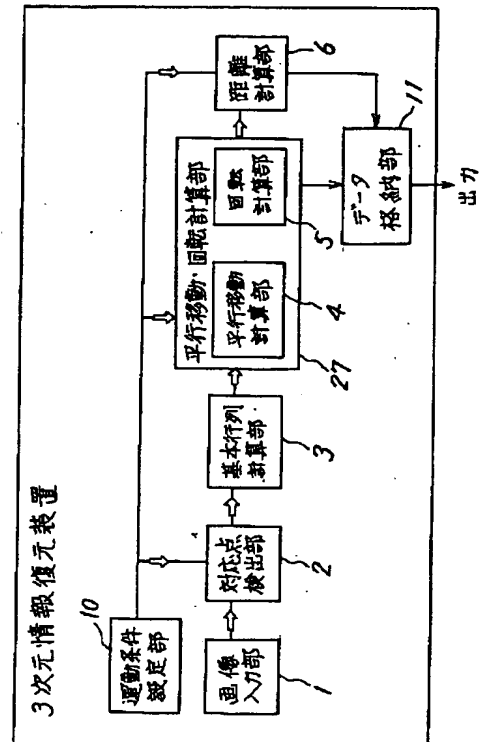 3次元情報復元装置
10
運動条件
設定部
画像
入力部
1
対応点
検出部
2
基本行列
計算部
3
平行移動・回転計算部
平行移動
計算部
4
回転
計算部
5
27
距離
計算部
6
データ
格納部
11
出力